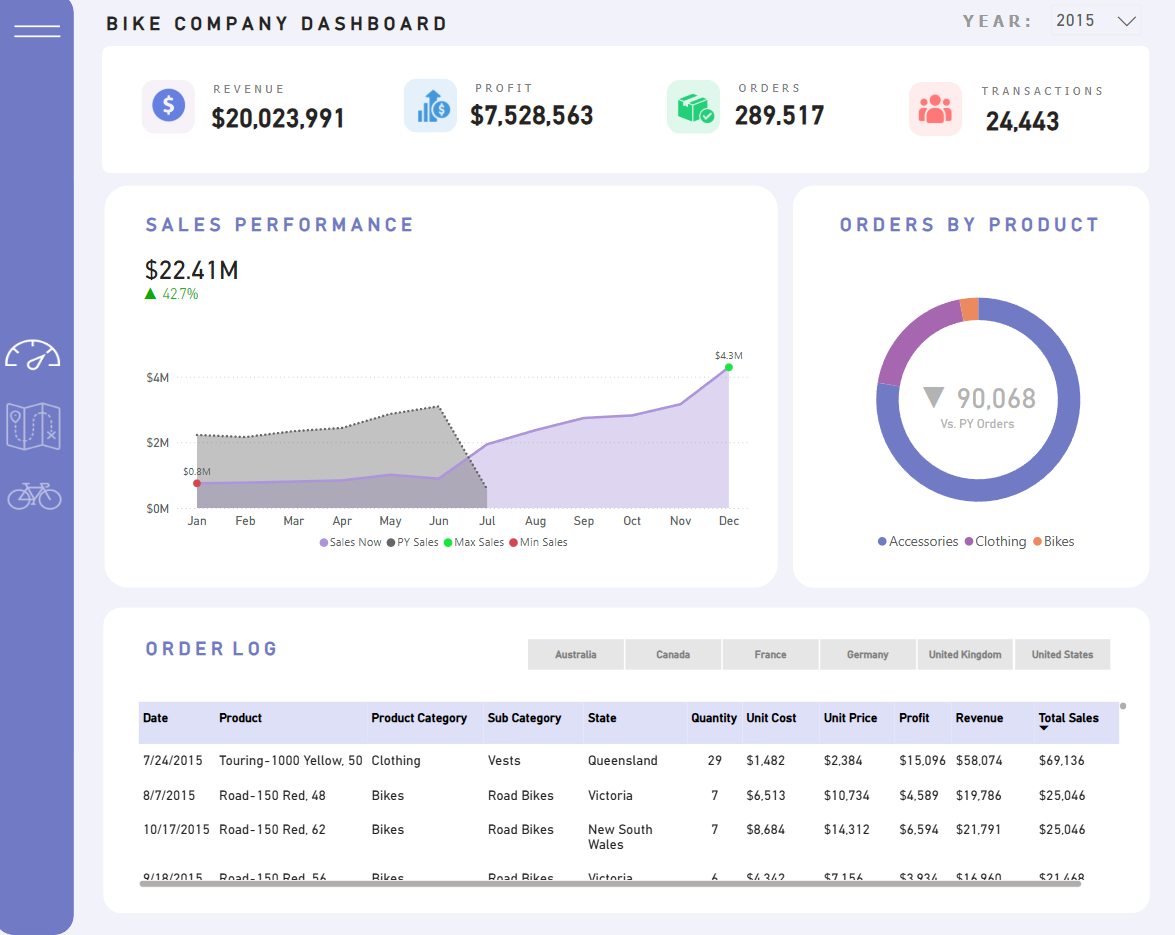 BIKE COMPANY DASHBOARD
YEAR: 2015
REVENUE
$20,023,991
PROFIT
$7,528,563
ORDERS
289.517
TRANSACTIONS
24,443
SALES PERFORMANCE
$22.41M
▲ 42.7%
$4M
$2M
$0M
$0.8M
$4.3M
Jan Feb Mar Apr May Jun Jul Aug Sep Oct Nov Dec
Sales Now PY Sales Max Sales Min Sales
ORDERS BY PRODUCT
▼ 90,068
Vs. PY Orders
Accessories Clothing Bikes
ORDER LOG
Australia Canada France Germany United Kingdom United States
Date Product Product Category Sub Category State Quantity Unit Cost Unit Price Profit Revenue Total Sales
7/24/2015 Touring-1000 Yellow, 50 Clothing Vests Queensland 29 $1,482 $2,384 $15,096 $58,074 $69,136
8/7/2015 Road-150 Red, 48 Bikes Road Bikes Victoria 7 $6,513 $10,734 $4,589 $19,786 $25,046
10/17/2015 Road-150 Red, 62 Bikes Road Bikes New South Wales 7 $8,684 $14,312 $6,594 $21,791 $25,046
9/18/2015 Road-150 Red, 56 Bikes Road Bikes Victoria 6 $4,342 $7,156 $3,934 $16,960 $21,468